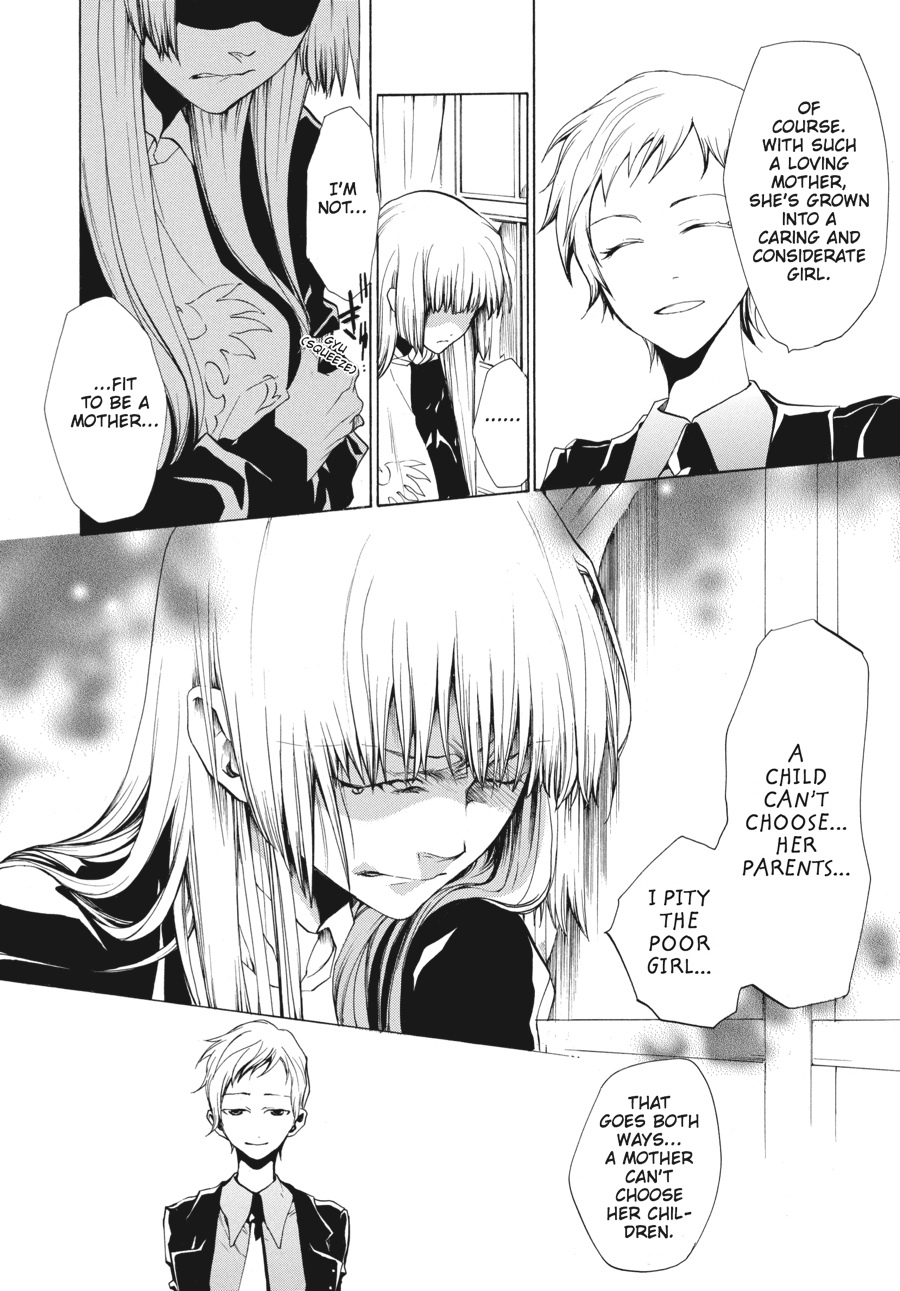 OF
COURSE.
WITH SUCH
A LOVING
MOTHER,
SHE'S GROWN
INTO A
CARING AND
CONSIDERATE
GIRL.
......
I'M
NOT...
GYU
(SQUEEZE)
...FIT
TO BE A
MOTHER...
A
CHILD
CAN'T
CHOOSE...
HER
PARENTS...
I PITY
THE
POOR
GIRL...
THAT
GOES BOTH
WAYS...
A MOTHER
CAN'T
CHOOSE
HER CHIL-
DREN.